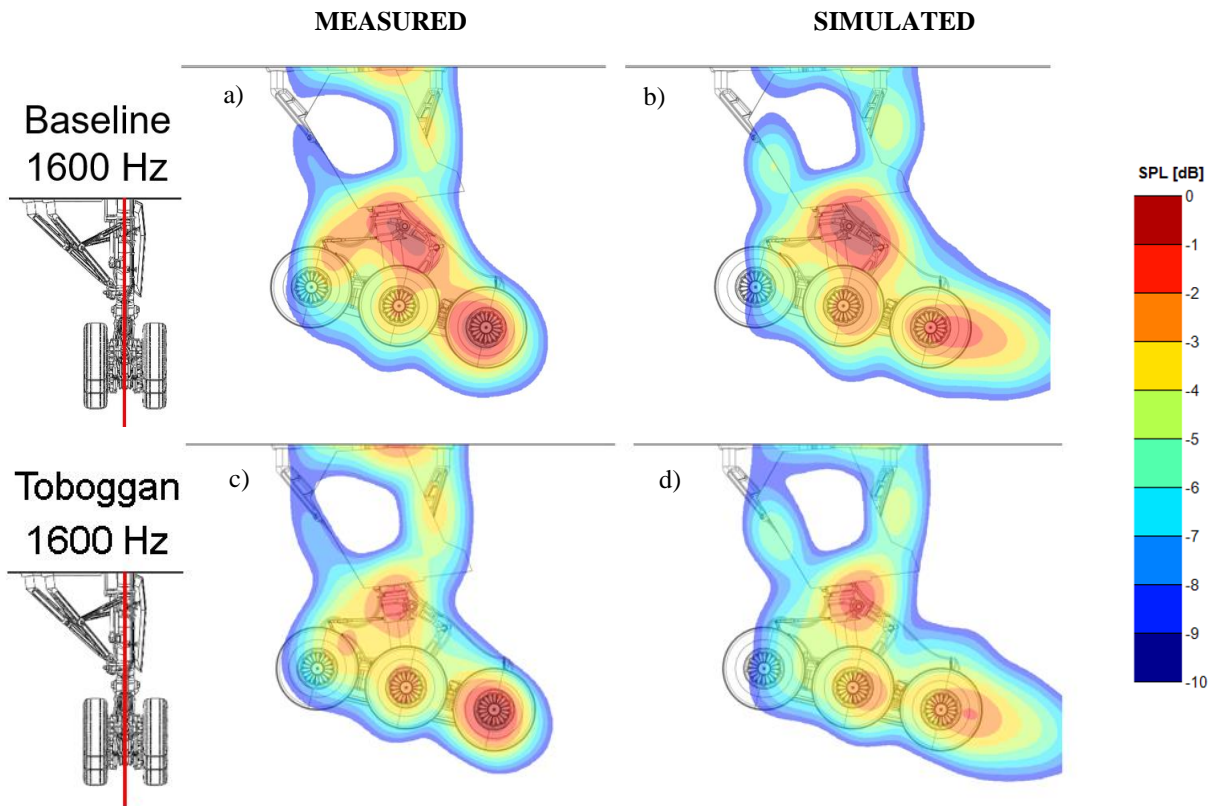 MEASURED
SIMULATED
a)
b)
Baseline
1600 Hz
SPL [dB]
0
-1
-2
-3
-4
-5
-6
-7
-8
-9
-10
c)
d)
Toboggan
1600 Hz